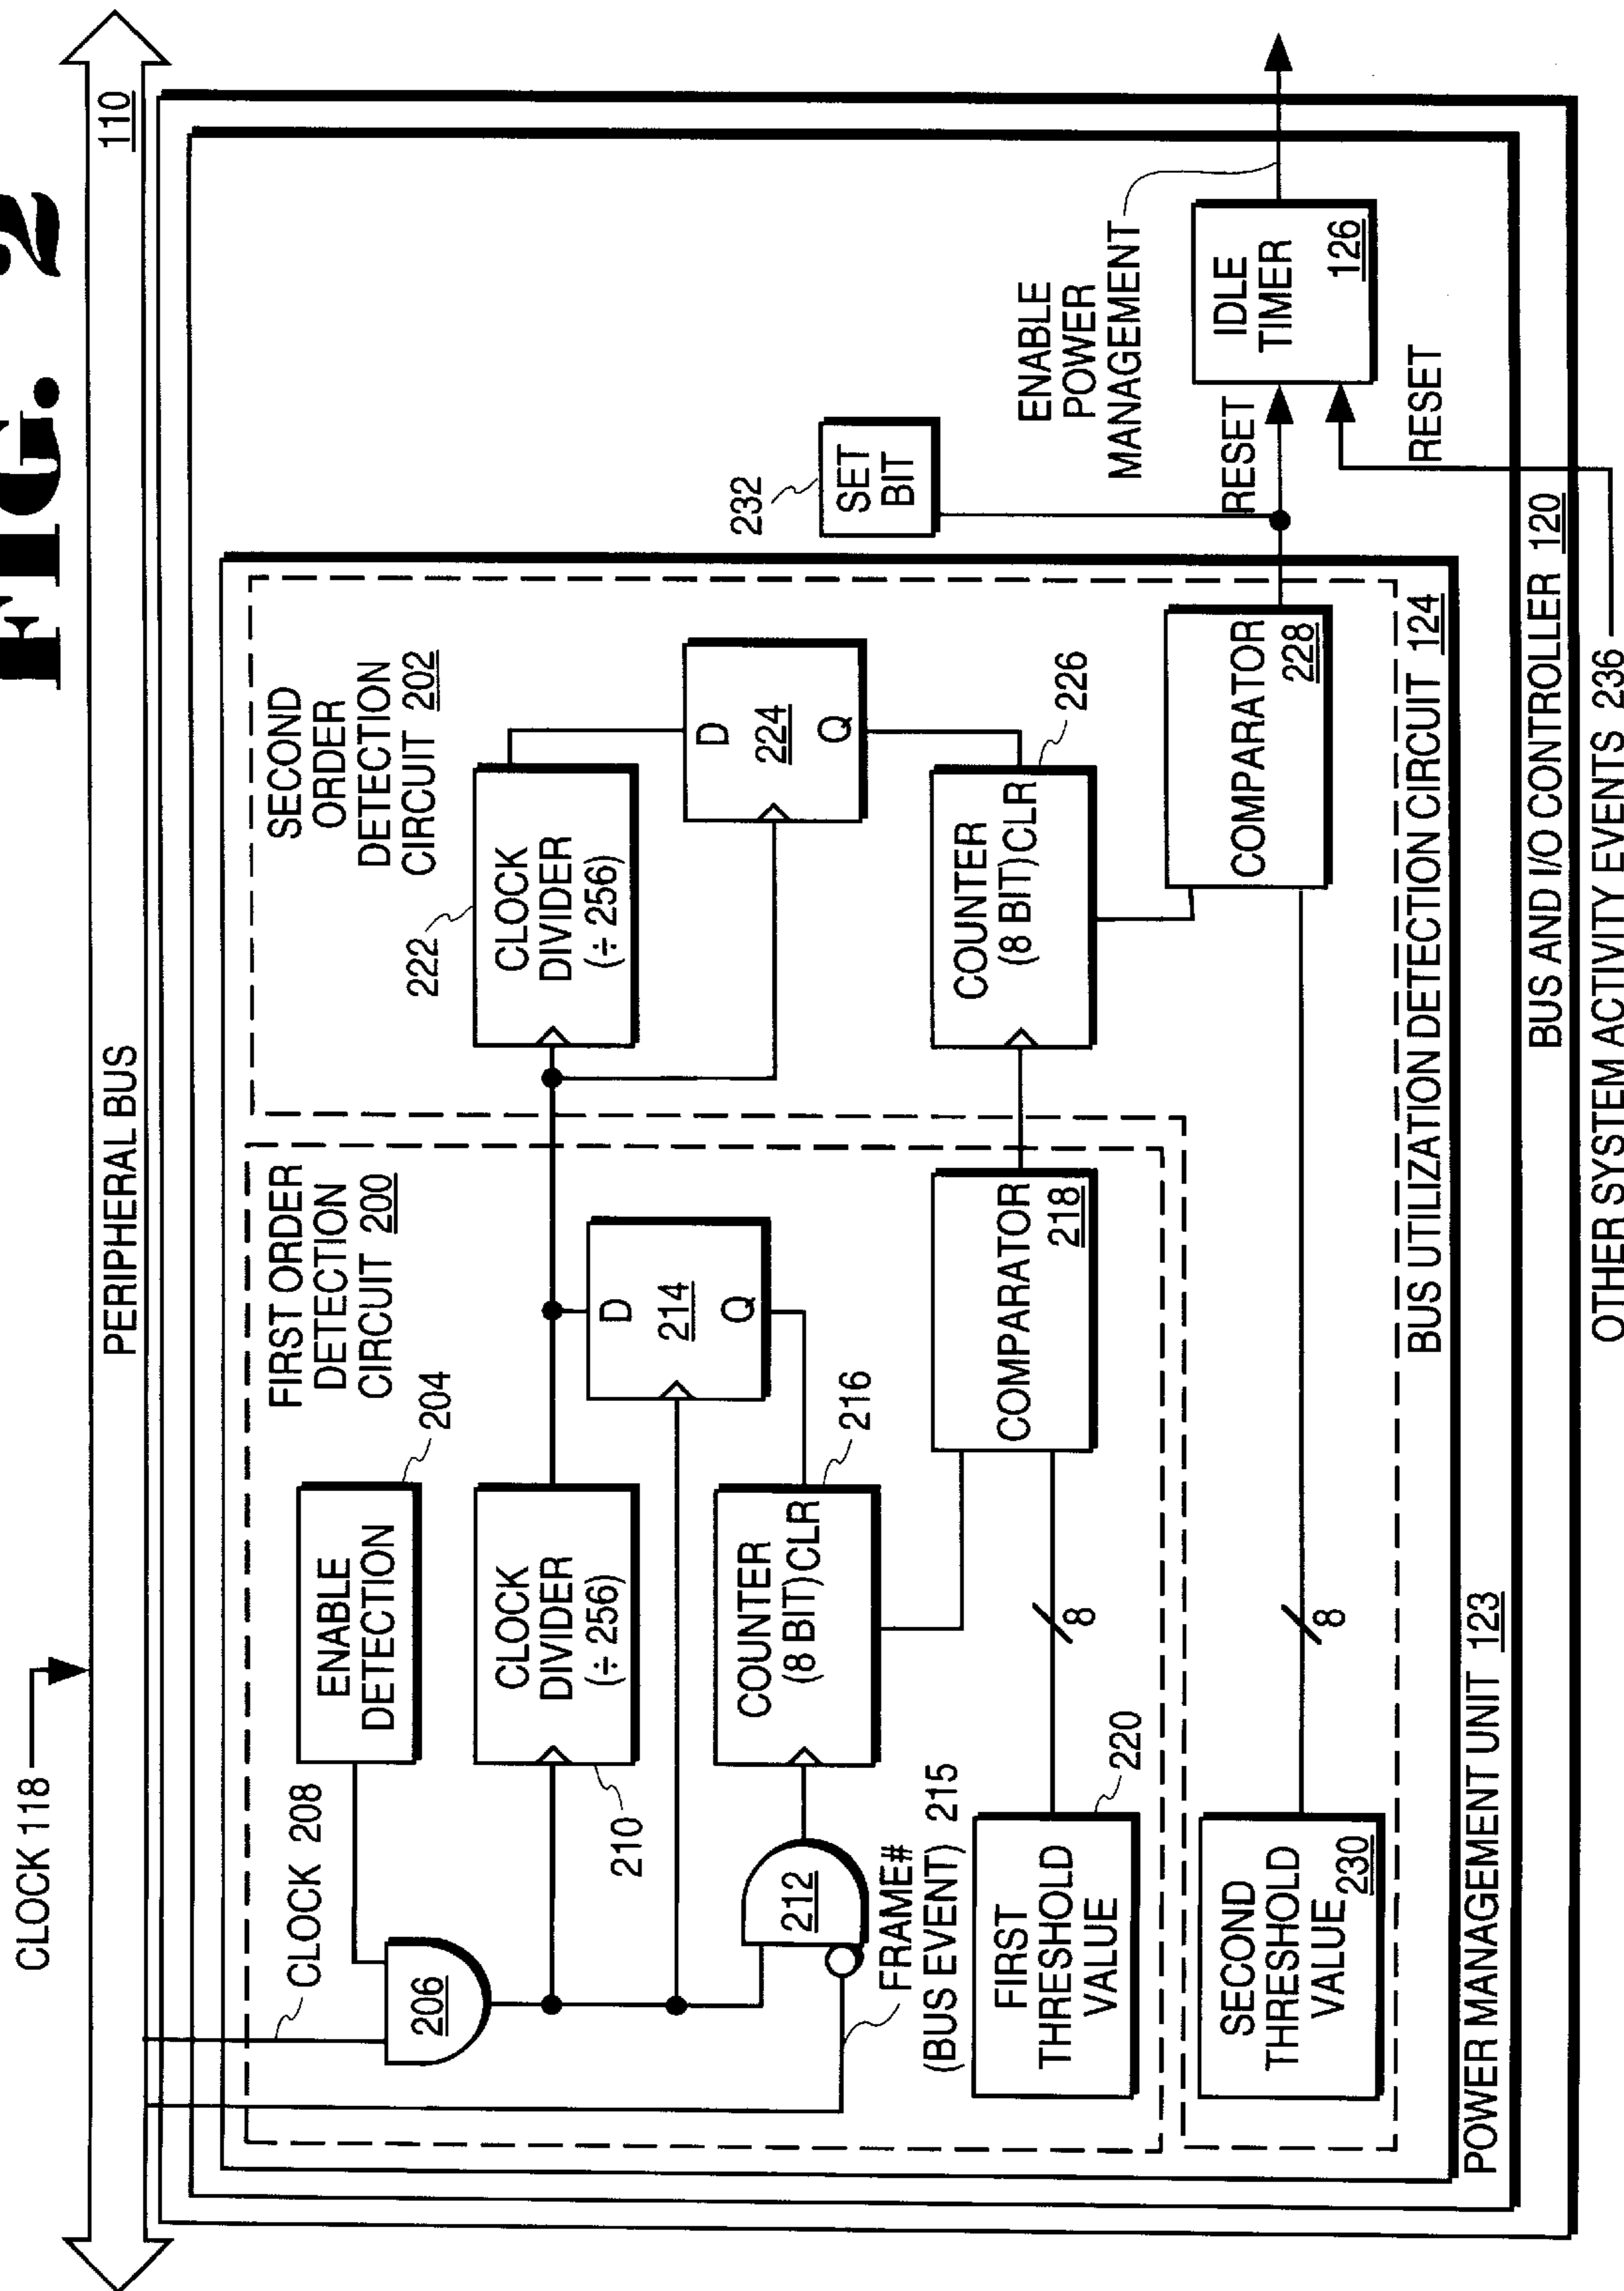 FIG. 2
CLOCK 118
PERIPHERAL BUS
110
CLOCK 208
ENABLE
DETECTION
204
FIRST ORDER
DETECTION
CIRCUIT 200
SECOND
ORDER
DETECTION
CIRCUIT 202
206
CLOCK
DIVIDER
(÷ 256)
210
D
214
Q
222
CLOCK
DIVIDER
(÷ 256)
D
224
Q
212
COUNTER
(8 BIT)CLR
216
FRAME#
(BUS EVENT) 215
COUNTER
(8 BIT)CLR
226
FIRST
THRESHOLD
VALUE
220
8
COMPARATOR
218
SECOND
THRESHOLD
VALUE 230
8
COMPARATOR
228
232
SET
BIT
RESET
ENABLE
POWER
MANAGEMENT
IDLE
TIMER
126
RESET
BUS UTILIZATION DETECTION CIRCUIT 124
POWER MANAGEMENT UNIT 123
BUS AND I/O CONTROLLER 120
OTHER SYSTEM ACTIVITY EVENTS 236